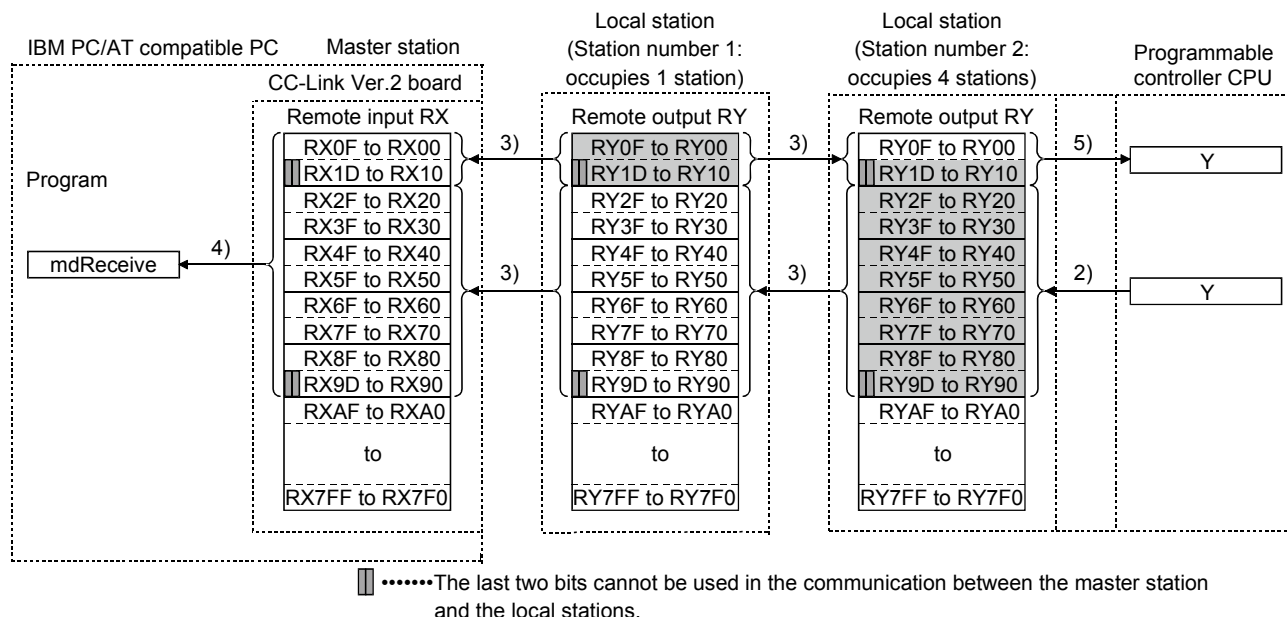 IBM PC/AT compatible PC
Master station
CC-Link Ver.2 board
Local station
(Station number 1:
occupies 1 station)
Local station
(Station number 2:
occupies 4 stations)
Programmable
controller CPU
Program
mdReceive
4)
Remote input RX
RX0F to RX00
RX1D to RX10
RX2F to RX20
RX3F to RX30
RX4F to RX40
RX5F to RX50
RX6F to RX60
RX7F to RX70
RX8F to RX80
RX9D to RX90
RXAF to RXA0
to
RX7FF to RX7F0
3)
3)
Remote output RY
RY0F to RY00
RY1D to RY10
RY2F to RY20
RY3F to RY30
RY4F to RY40
RY5F to RY50
RY6F to RY60
RY7F to RY70
RY8F to RY80
RY9D to RY90
RYAF to RYA0
to
RY7FF to RY7F0
3)
3)
Remote output RY
RY0F to RY00
RY1D to RY10
RY2F to RY20
RY3F to RY30
RY4F to RY40
RY5F to RY50
RY6F to RY60
RY7F to RY70
RY8F to RY80
RY9D to RY90
RYAF to RYA0
to
RY7FF to RY7F0
5)
Y
2)
Y
•••••••The last two bits cannot be used in the communication between the master station
and the local stations.